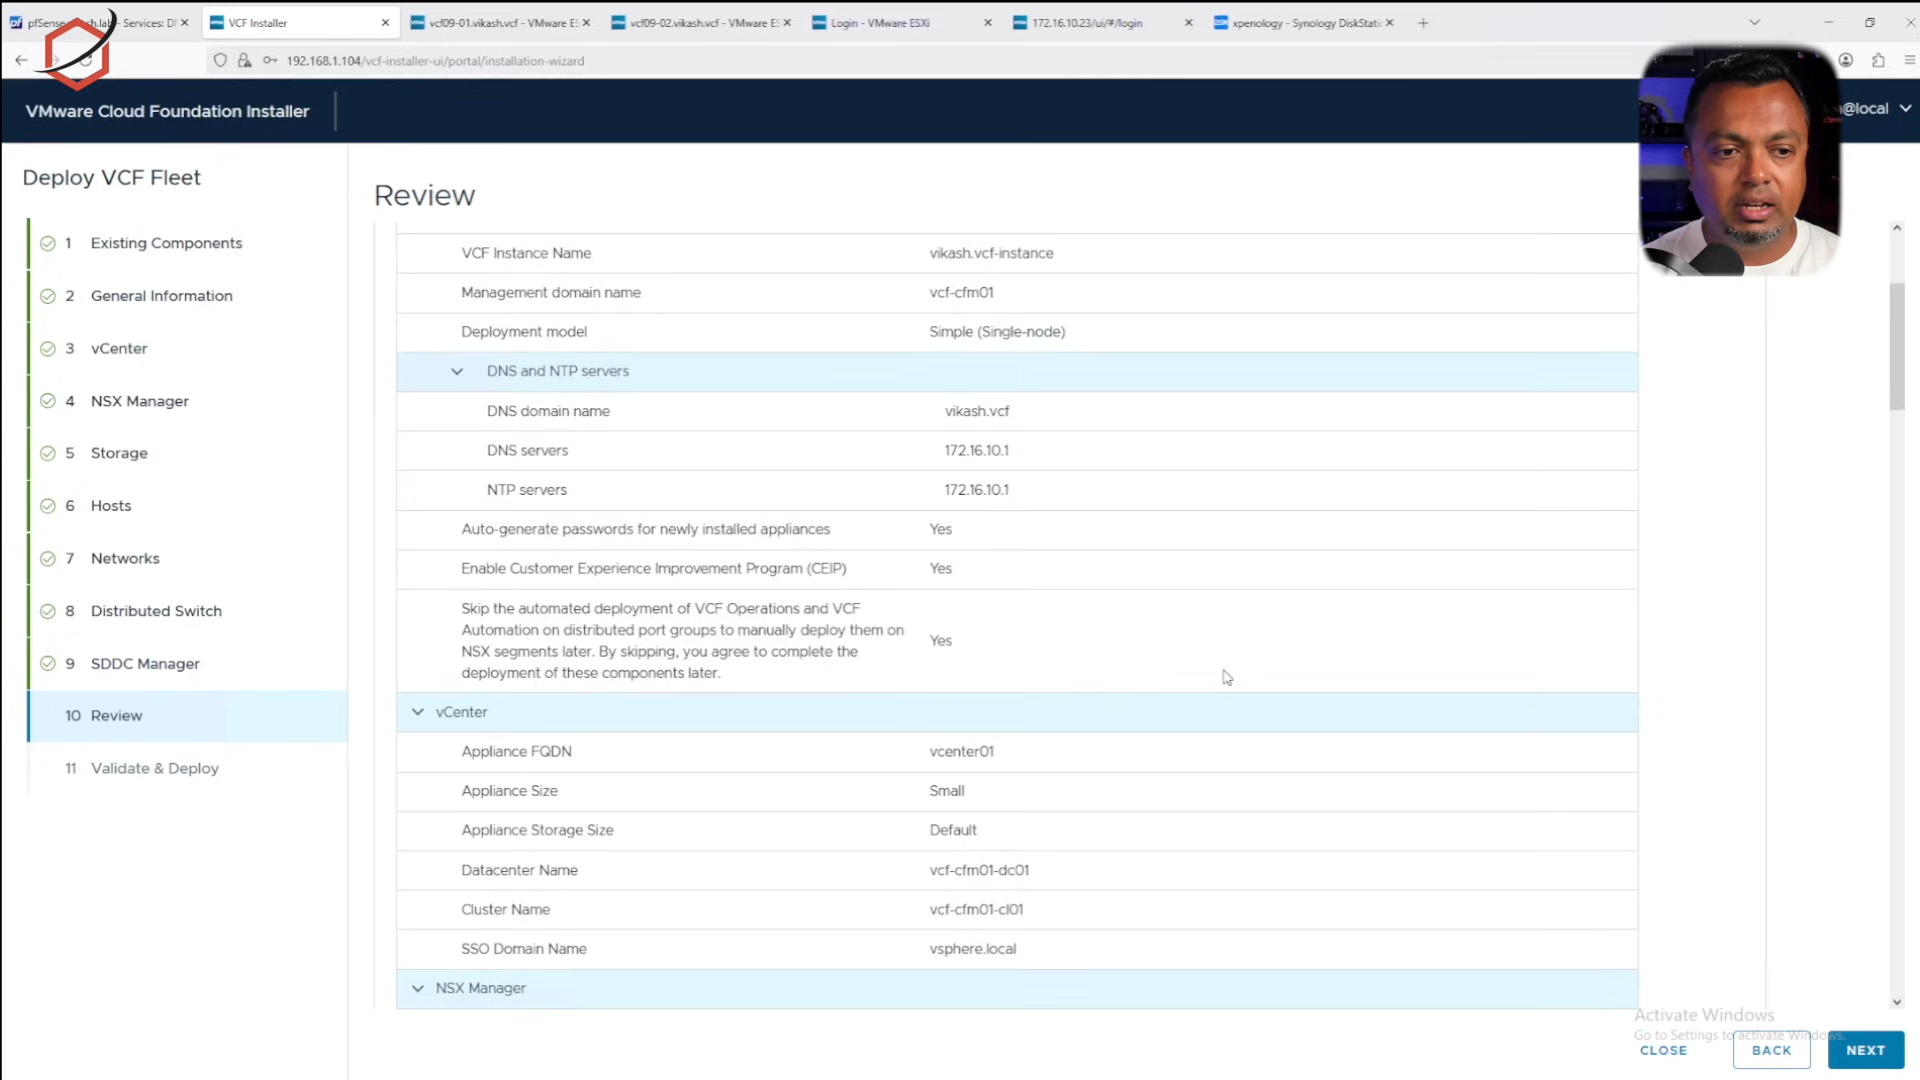 Services: D
VCF Installer
vcf09-01.vikash.vcf - VMware ES
vcf09-02.vikash.vcf - VMware ES
Login - VMware ESXi
172.16.10.23/ui/#/login
xpenology - Synology DiskStati
192.168.1.104/vcf-installer-ui/portal/installation-wizard
VMware Cloud Foundation Installer
@local
Deploy VCF Fleet
1 Existing Components
2 General Information
3 vCenter
4 NSX Manager
5 Storage
6 Hosts
7 Networks
8 Distributed Switch
9 SDDC Manager
10 Review
11 Validate & Deploy
Review
VCF Instance Name vikash.vcf-instance
Management domain name vcf-cfm01
Deployment model Simple (Single-node)
DNS and NTP servers
DNS domain name vikash.vcf
DNS servers 172.16.10.1
NTP servers 172.16.10.1
Auto-generate passwords for newly installed appliances Yes
Enable Customer Experience Improvement Program (CEIP) Yes
Skip the automated deployment of VCF Operations and VCF
Automation on distributed port groups to manually deploy them on
NSX segments later. By skipping, you agree to complete the
deployment of these components later.
Yes
vCenter
Appliance FQDN vcenter01
Appliance Size Small
Appliance Storage Size Default
Datacenter Name vcf-cfm01-dc01
Cluster Name vcf-cfm01-cl01
SSO Domain Name vsphere.local
NSX Manager
Activate Windows
Go to Settings to activate Windows.
CLOSE BACK NEXT